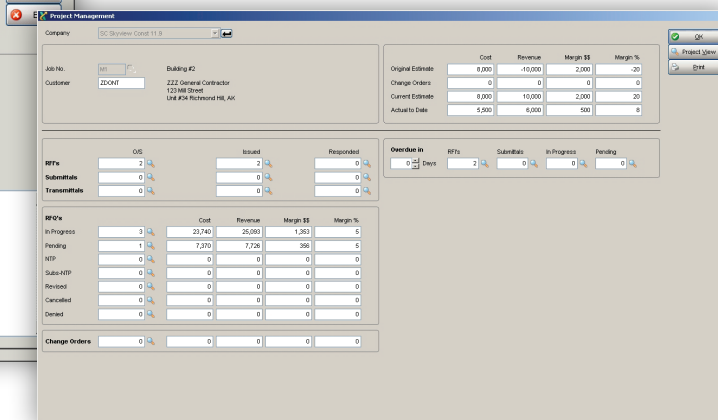 E
Project Management
Company SC Skyview Const 11.9
OK
Project View
Print
Job No. M1 Building #2
Customer ZDONT ZZZ General Contractor
123 Mill Street
Unit #34 Richmond Hill, AK
Cost Revenue Margin $$ Margin %
Original Estimate 8,000 -10,000 2,000 -20
Change Orders 0 0 0 0
Current Estimate 8,000 10,000 2,000 20
Actual to Date 5,500 6,000 500 8
O/S Issued Responded
RFI's 2 2 0
Submittals 0 0 0
Transmittals 0 0 0
Overdue in RFI's Submittals In Progress Pending
0 Days 2 0 0 0
RFQ's Cost Revenue Margin $$ Margin %
In Progress 3 23,740 25,093 1,353 5
Pending 1 7,370 7,726 356 5
NTP 0 0 0 0 0
Subs-NTP 0 0 0 0 0
Revised 0 0 0 0 0
Cancelled 0 0 0 0 0
Denied 0 0 0 0 0
Change Orders 0 0 0 0 0